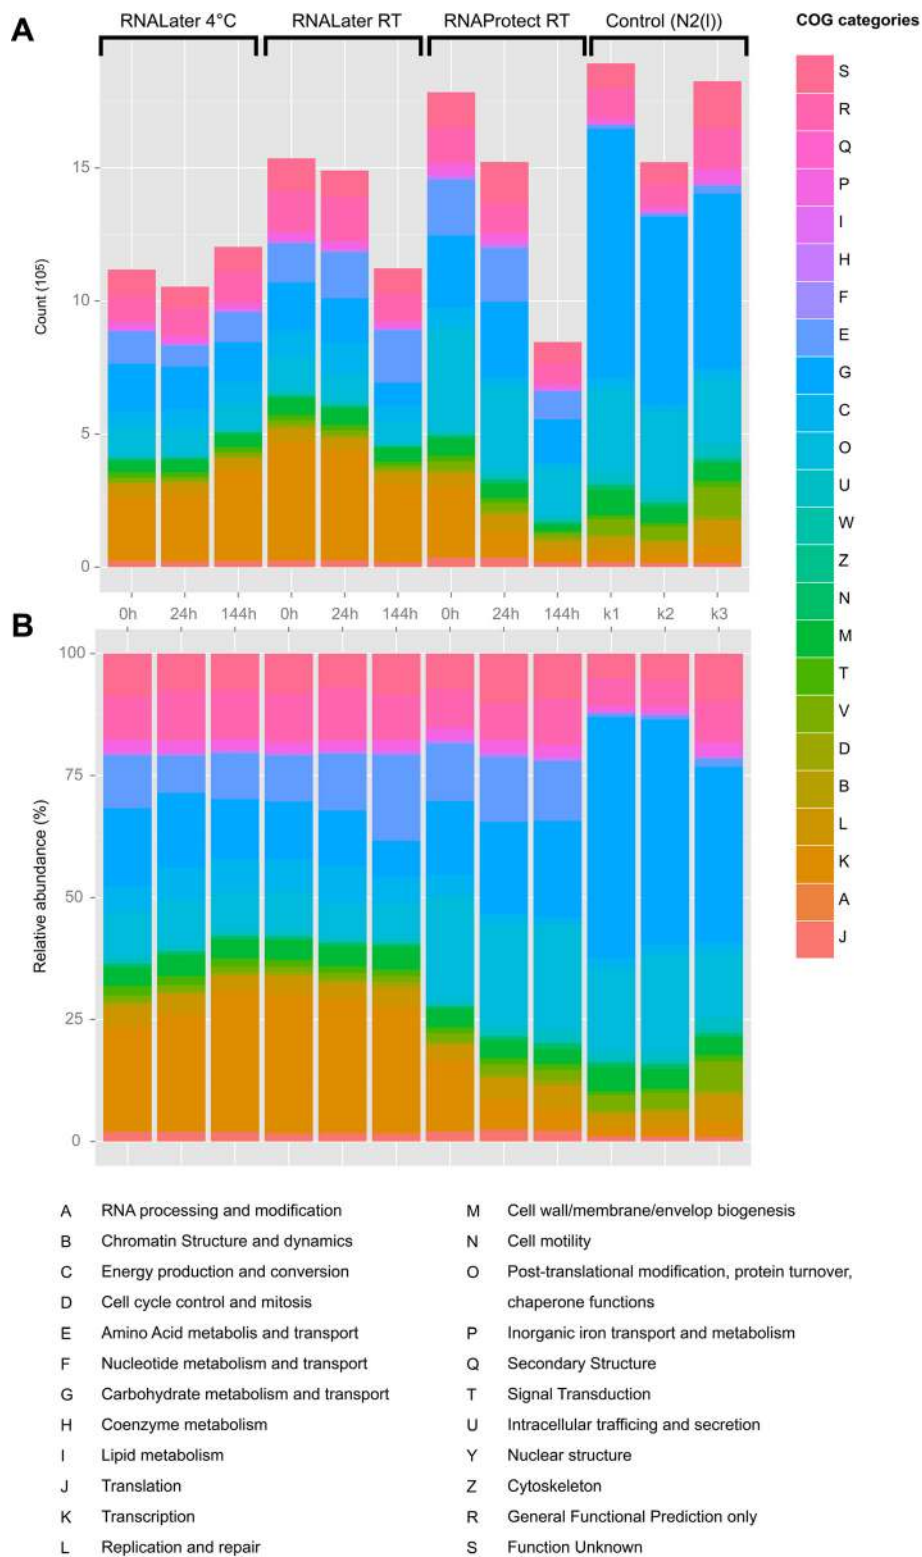 A
RNALater 4°C RNALater RT RNAProtect RT Control (N2(I)) COG categories
S
R
Q
P
I
H
F
E
G
C
O
U
W
Z
N
M
T
V
D
B
L
K
A
J
Count (10⁵)
15
10
5
0
0h 24h 144h 0h 24h 144h 0h 24h 144h k1 k2 k3
B
Relative abundance (%)
100
75
50
25
0
A RNA processing and modification
B Chromatin Structure and dynamics
C Energy production and conversion
D Cell cycle control and mitosis
E Amino Acid metabolis and transport
F Nucleotide metabolism and transport
G Carbohydrate metabolism and transport
H Coenzyme metabolism
I Lipid metabolism
J Translation
K Transcription
L Replication and repair
M Cell wall/membrane/envelop biogenesis
N Cell motility
O Post-translational modification, protein turnover,
chaperone functions
P Inorganic iron transport and metabolism
Q Secondary Structure
T Signal Transduction
U Intracellular trafficing and secretion
Y Nuclear structure
Z Cytoskeleton
R General Functional Prediction only
S Function Unknown